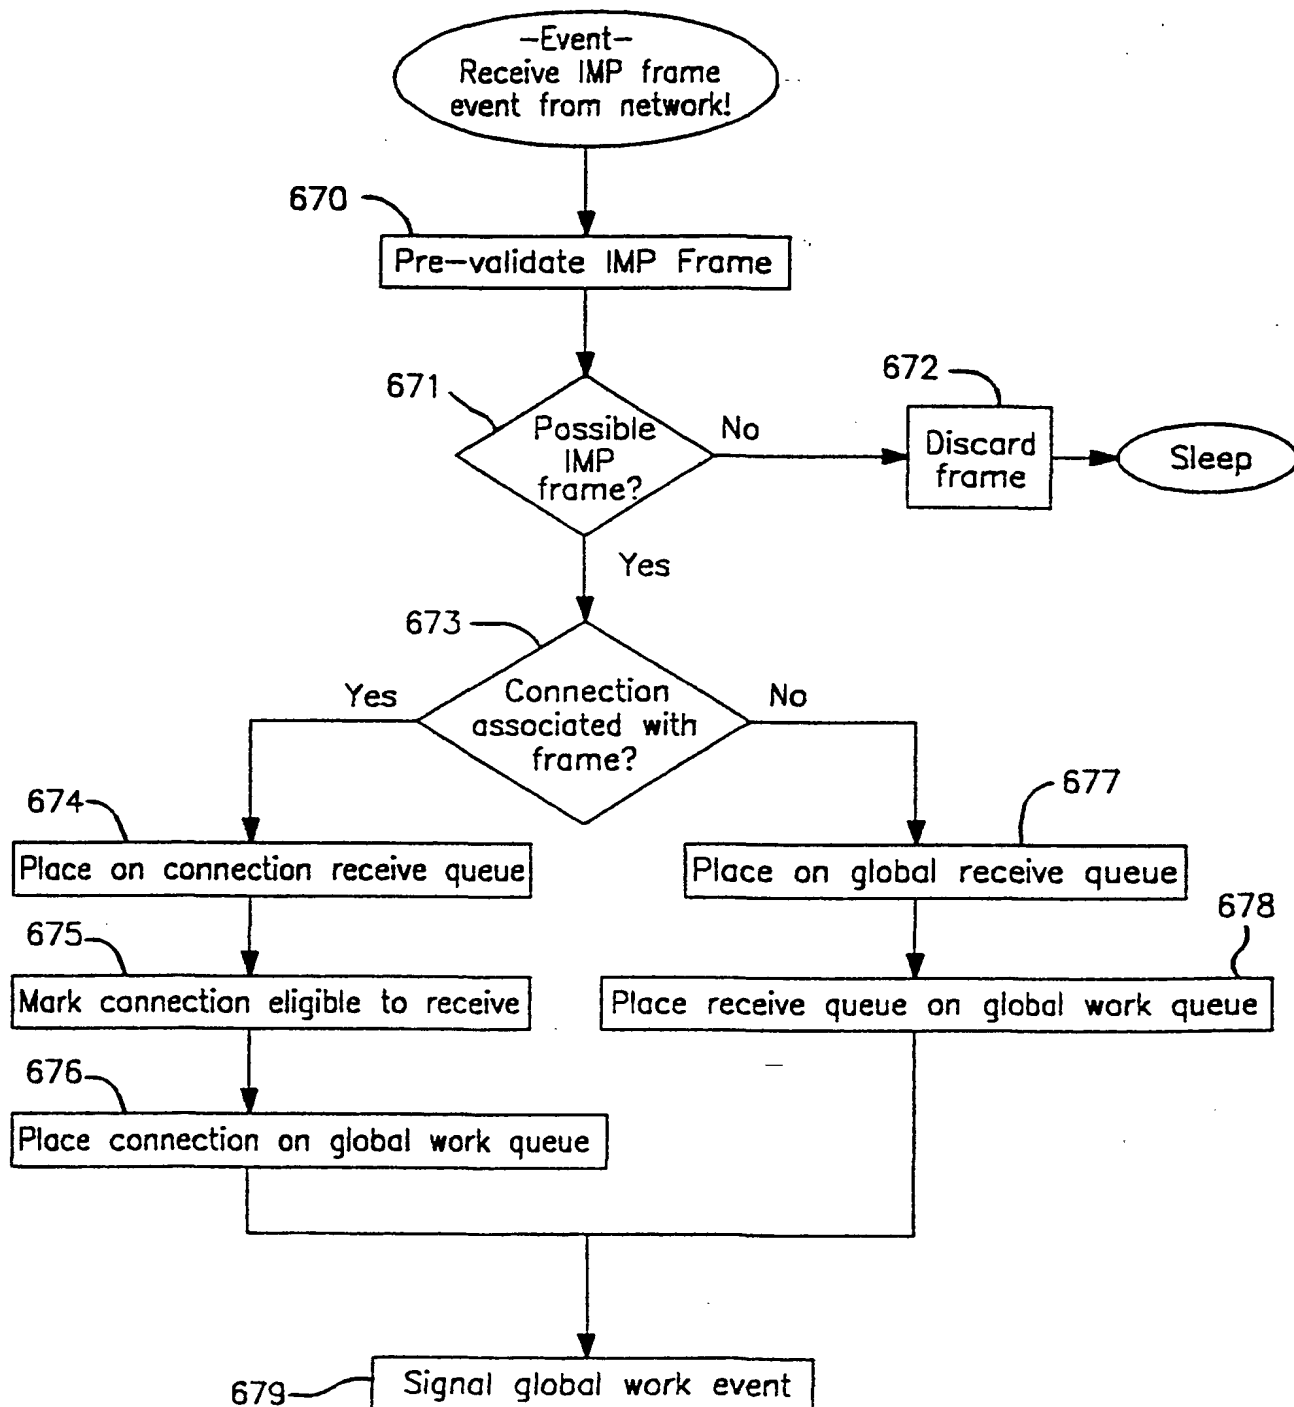 -Event-
Receive IMP frame
event from network!
670
Pre-validate IMP Frame
671
Possible
IMP
frame?
No
672
Discard
frame
Sleep
Yes
673
Connection
associated with
frame?
Yes
No
674
Place on connection receive queue
677
Place on global receive queue
675
Mark connection eligible to receive
678
Place receive queue on global work queue
676
Place connection on global work queue
679
Signal global work event